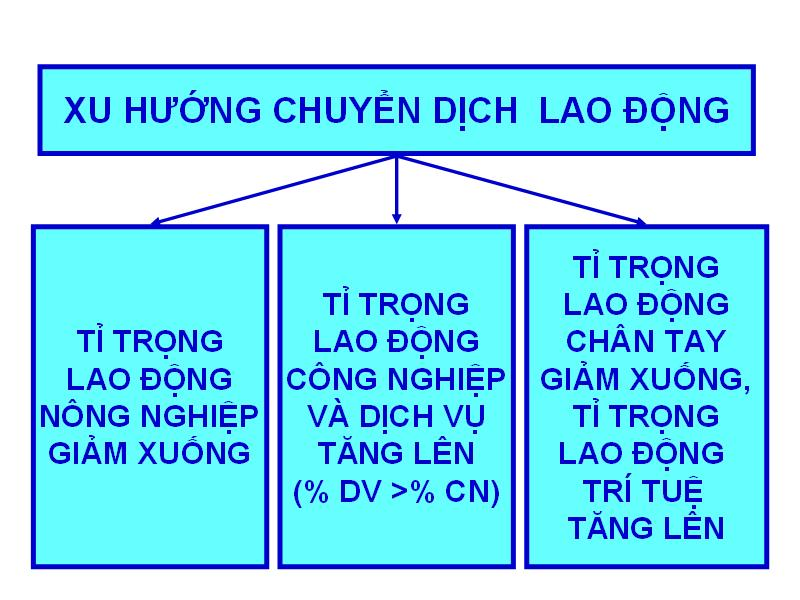 XU HƯỚNG CHUYỂN DỊCH LAO ĐỘNG
TỈ TRỌNG
LAO ĐỘNG
NÔNG NGHIỆP
GIẢM XUỐNG
TỈ TRỌNG
LAO ĐỘNG
CÔNG NGHIỆP
VÀ DỊCH VỤ
TĂNG LÊN
(% DV >% CN)
TỈ TRỌNG
LAO ĐỘNG
CHÂN TAY
GIẢM XUỐNG,
TỈ TRỌNG
LAO ĐỘNG
TRÍ TUỆ
TĂNG LÊN